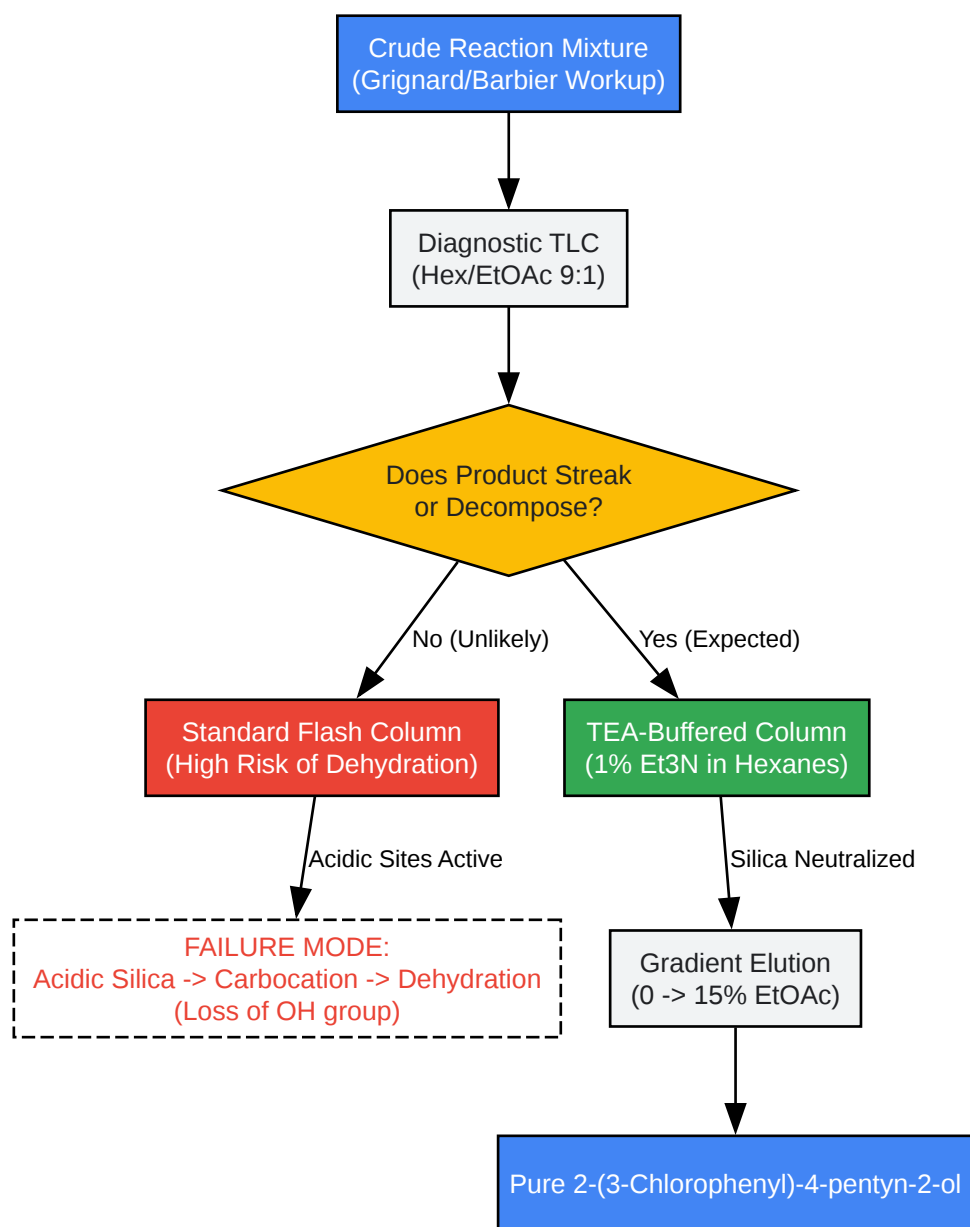 Crude Reaction Mixture
(Grignard/Barbier Workup)
Diagnostic TLC
(Hex/EtOAc 9:1)
Does Product Streak
or Decompose?
No (Unlikely)
Yes (Expected)
Standard Flash Column
(High Risk of Dehydration)
TEA-Buffered Column
(1% Et3N in Hexanes)
Acidic Sites Active
Silica Neutralized
FAILURE MODE:
Acidic Silica -> Carbocation -> Dehydration
(Loss of OH group)
Gradient Elution
(0 -> 15% EtOAc)
Pure 2-(3-Chlorophenyl)-4-pentyn-2-ol